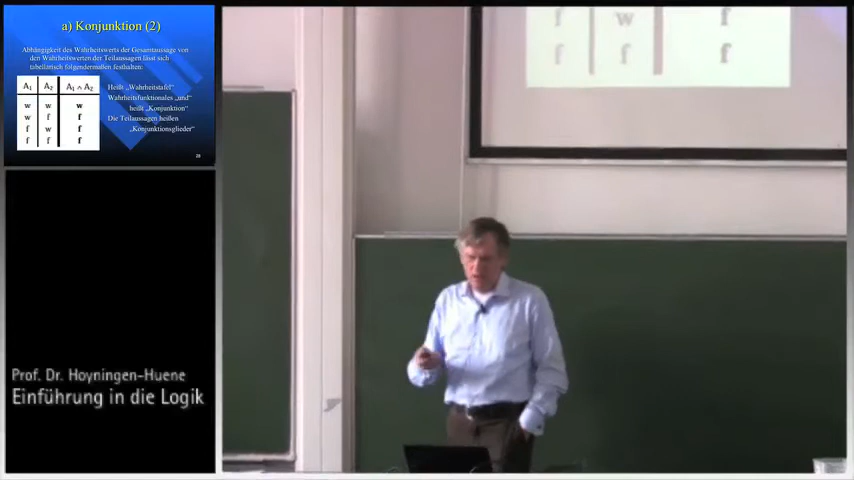 a) Konjunktion (2)
Abhängigkeit des Wahrheitswerts der Gesamtaussage von
den Wahrheitswerten der Teilaussagen lässt sich
tabellarisch folgendermaßen festhalten:
A₁ A₂ A₁ ∧ A₂
w w w
w f f
f w f
f f f
Heißt „Wahrheitstafel“
Wahrheitsfunktionales „und“
heißt „Konjunktion“
Die Teilaussagen heißen
„Konjunktionsglieder“
28
f w f
f f f
Prof. Dr. Hoyningen-Huene
Einführung in die Logik